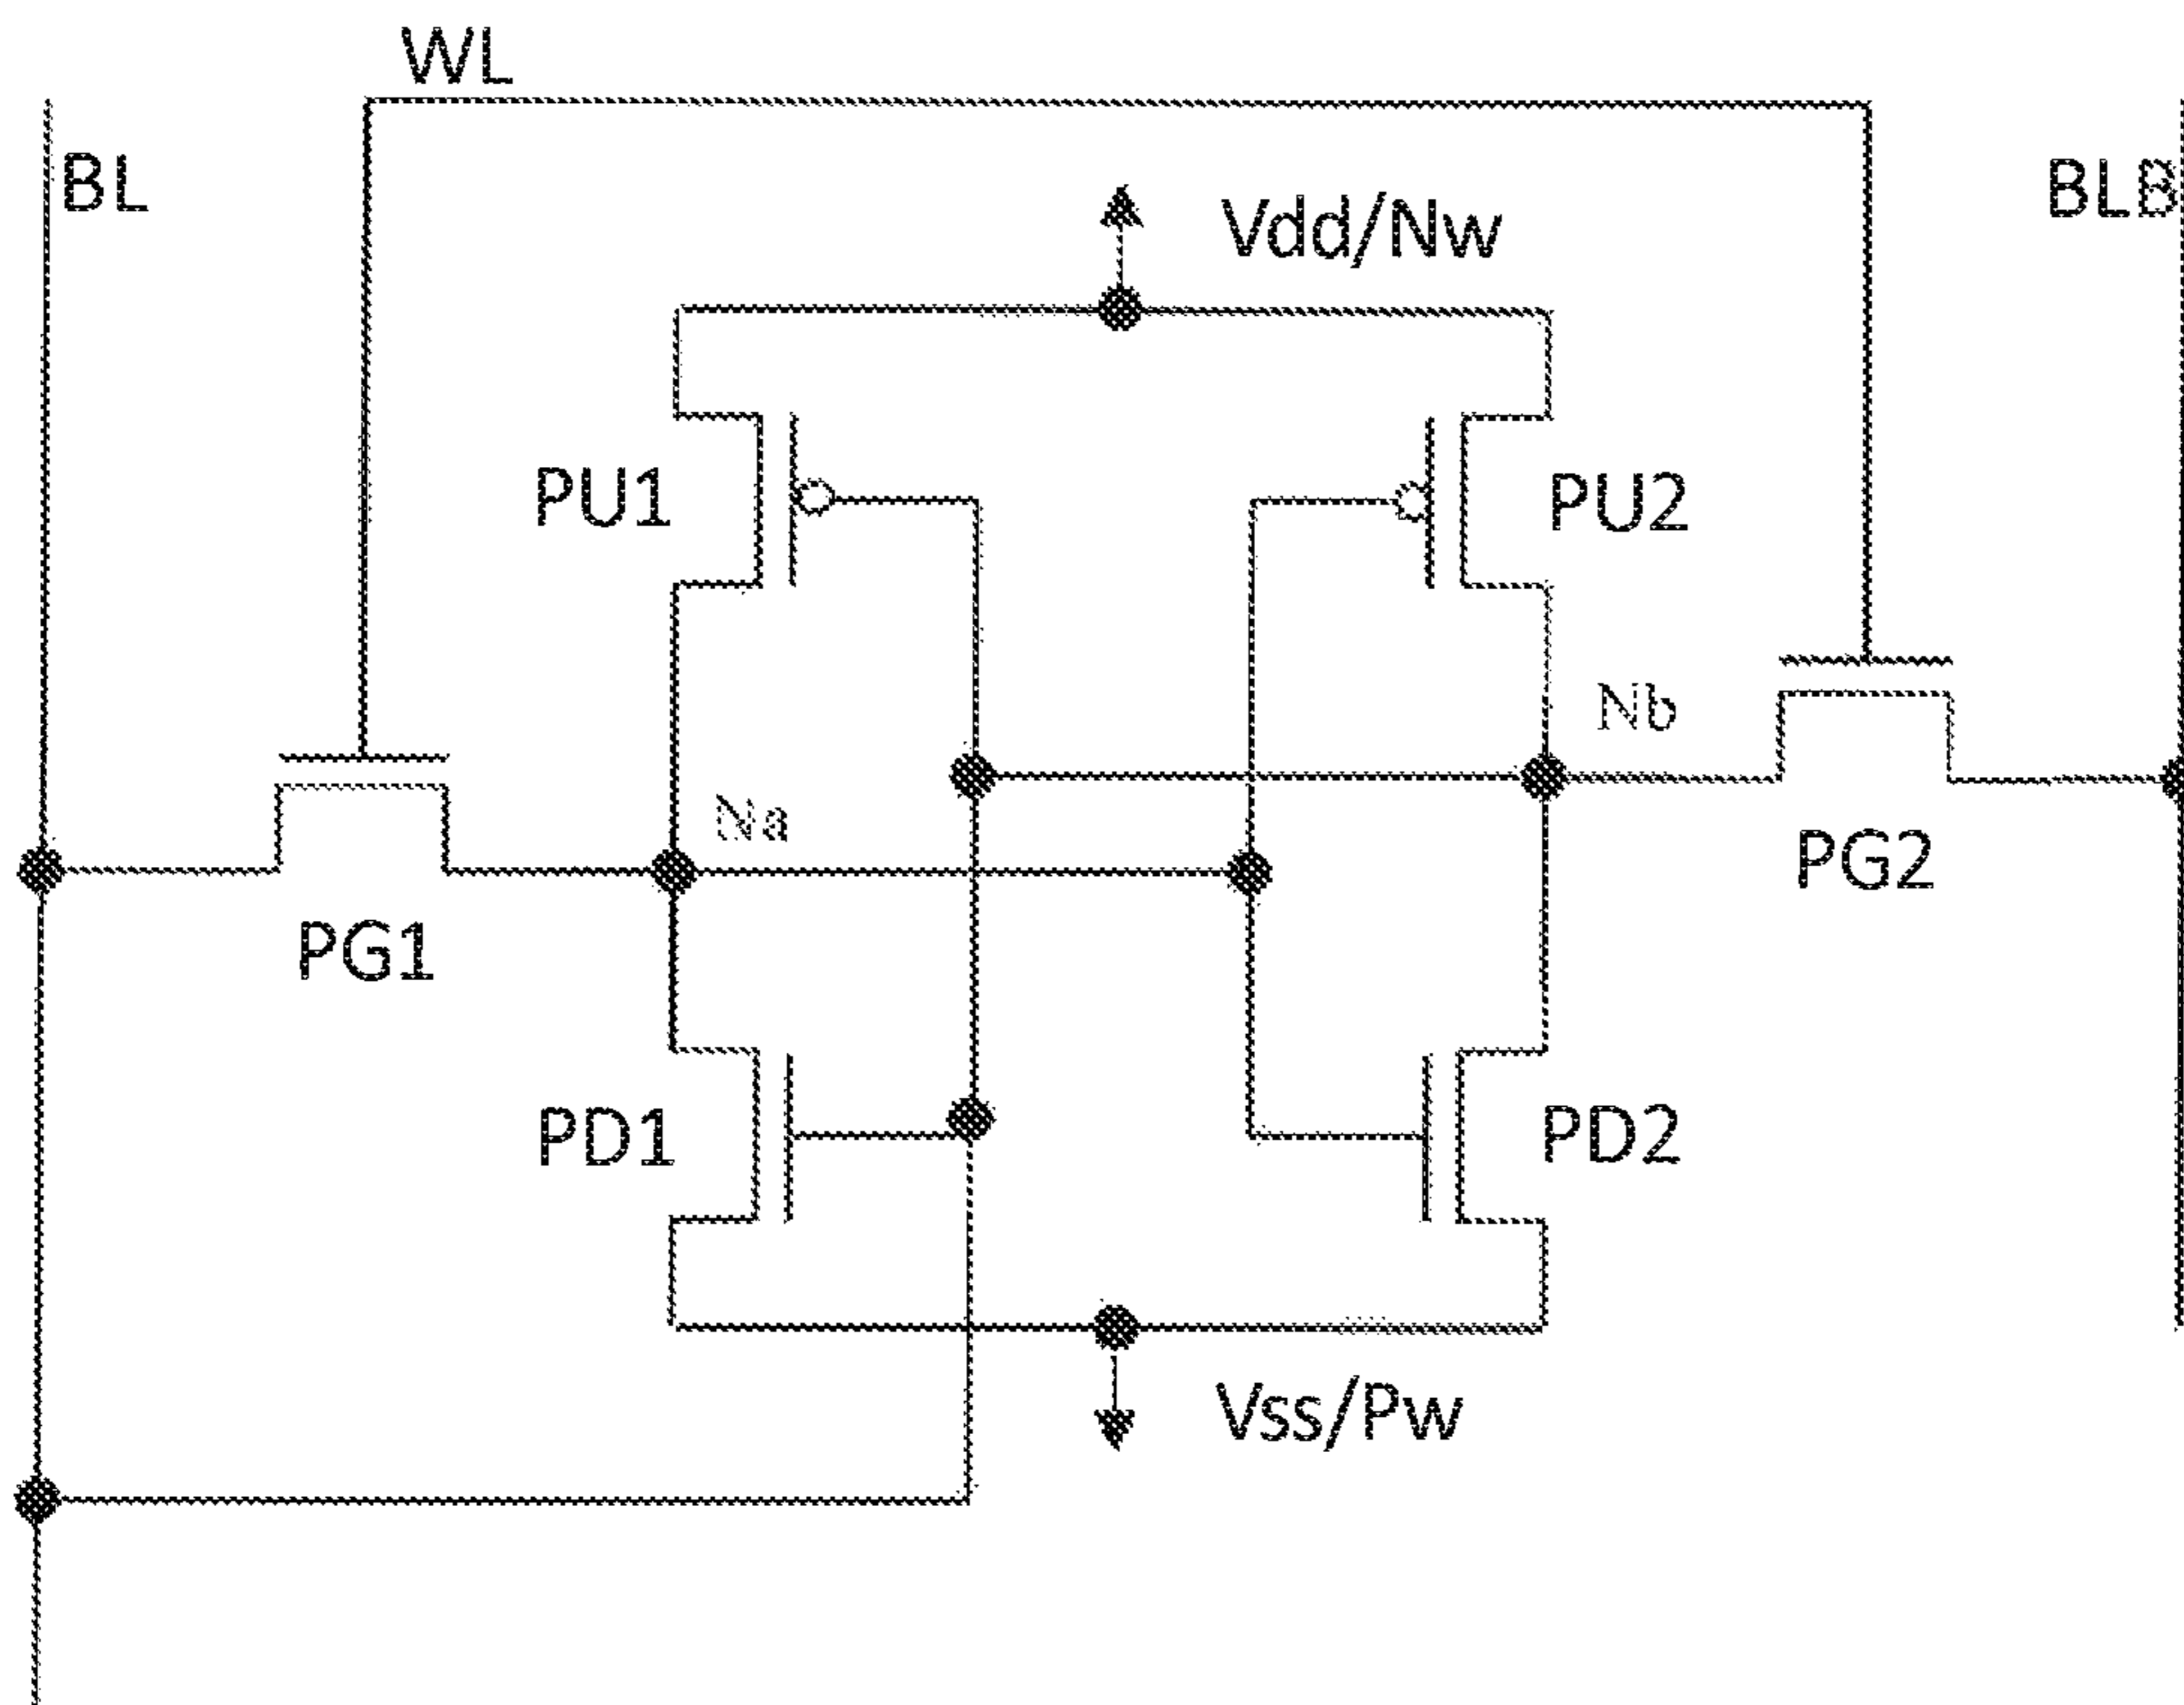 WL
BL
BLB
Vdd/Nw
PU1
PU2
Nb
Na
PG2
PG1
PD1
PD2
Vss/Pw